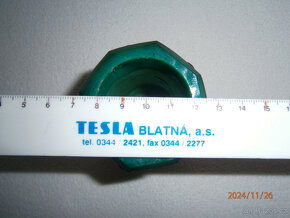 5 6 7 8 9 10 11 12 13 14 15
TESLA BLATNÁ, a.s.
tel. 0344 / 2421, fax 0344 / 2277
2024/11/26